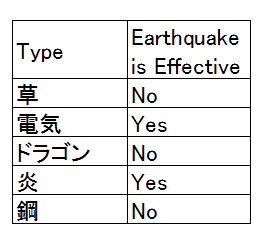 Type Earthquake
is Effective
草 No
電気 Yes
ドラゴン No
炎 Yes
鋼 No